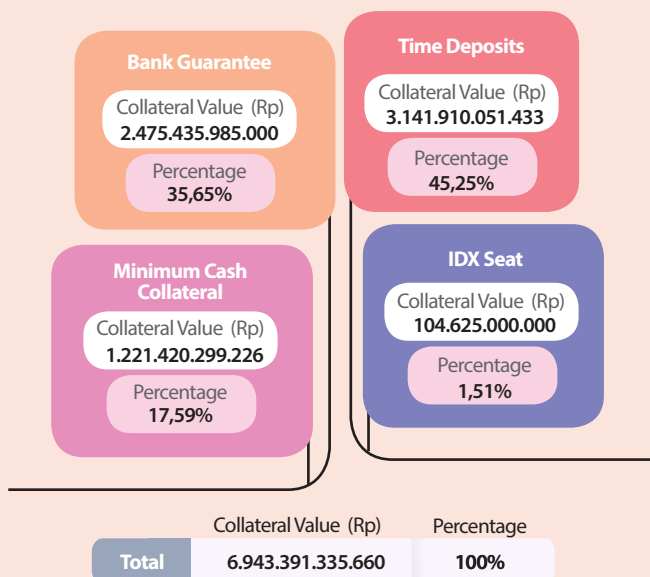 Bank Guarantee
Collateral Value (Rp)
2.475.435.985.000
Percentage
35,65%
Time Deposits
Collateral Value (Rp)
3.141.910.051.433
Percentage
45,25%
Minimum Cash
Collateral
Collateral Value (Rp)
1.221.420.299.226
Percentage
17,59%
IDX Seat
Collateral Value (Rp)
104.625.000.000
Percentage
1,51%
Collateral Value (Rp) Percentage
Total 6.943.391.335.660 100%